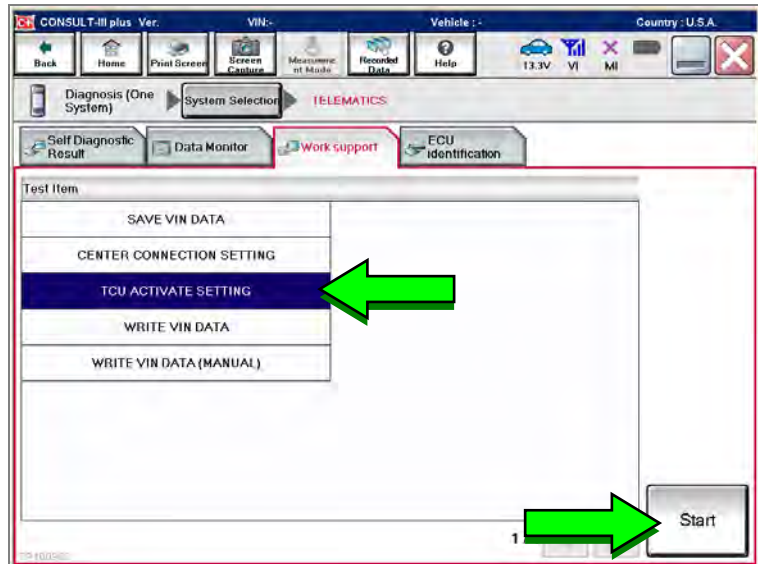 CONSULT-III plus Ver. VIN:- Vehicle : - Country : U.S.A.
Back Home Print Screen Screen Capture Measureme nt Mode Recorded Data Help 13.3V VI MI
Diagnosis (One System) System Selection TELEMATICS
Self Diagnostic Result Data Monitor Work support ECU identification
Test Item
SAVE VIN DATA
CENTER CONNECTION SETTING
TCU ACTIVATE SETTING
WRITE VIN DATA
WRITE VIN DATA (MANUAL)
Start
1